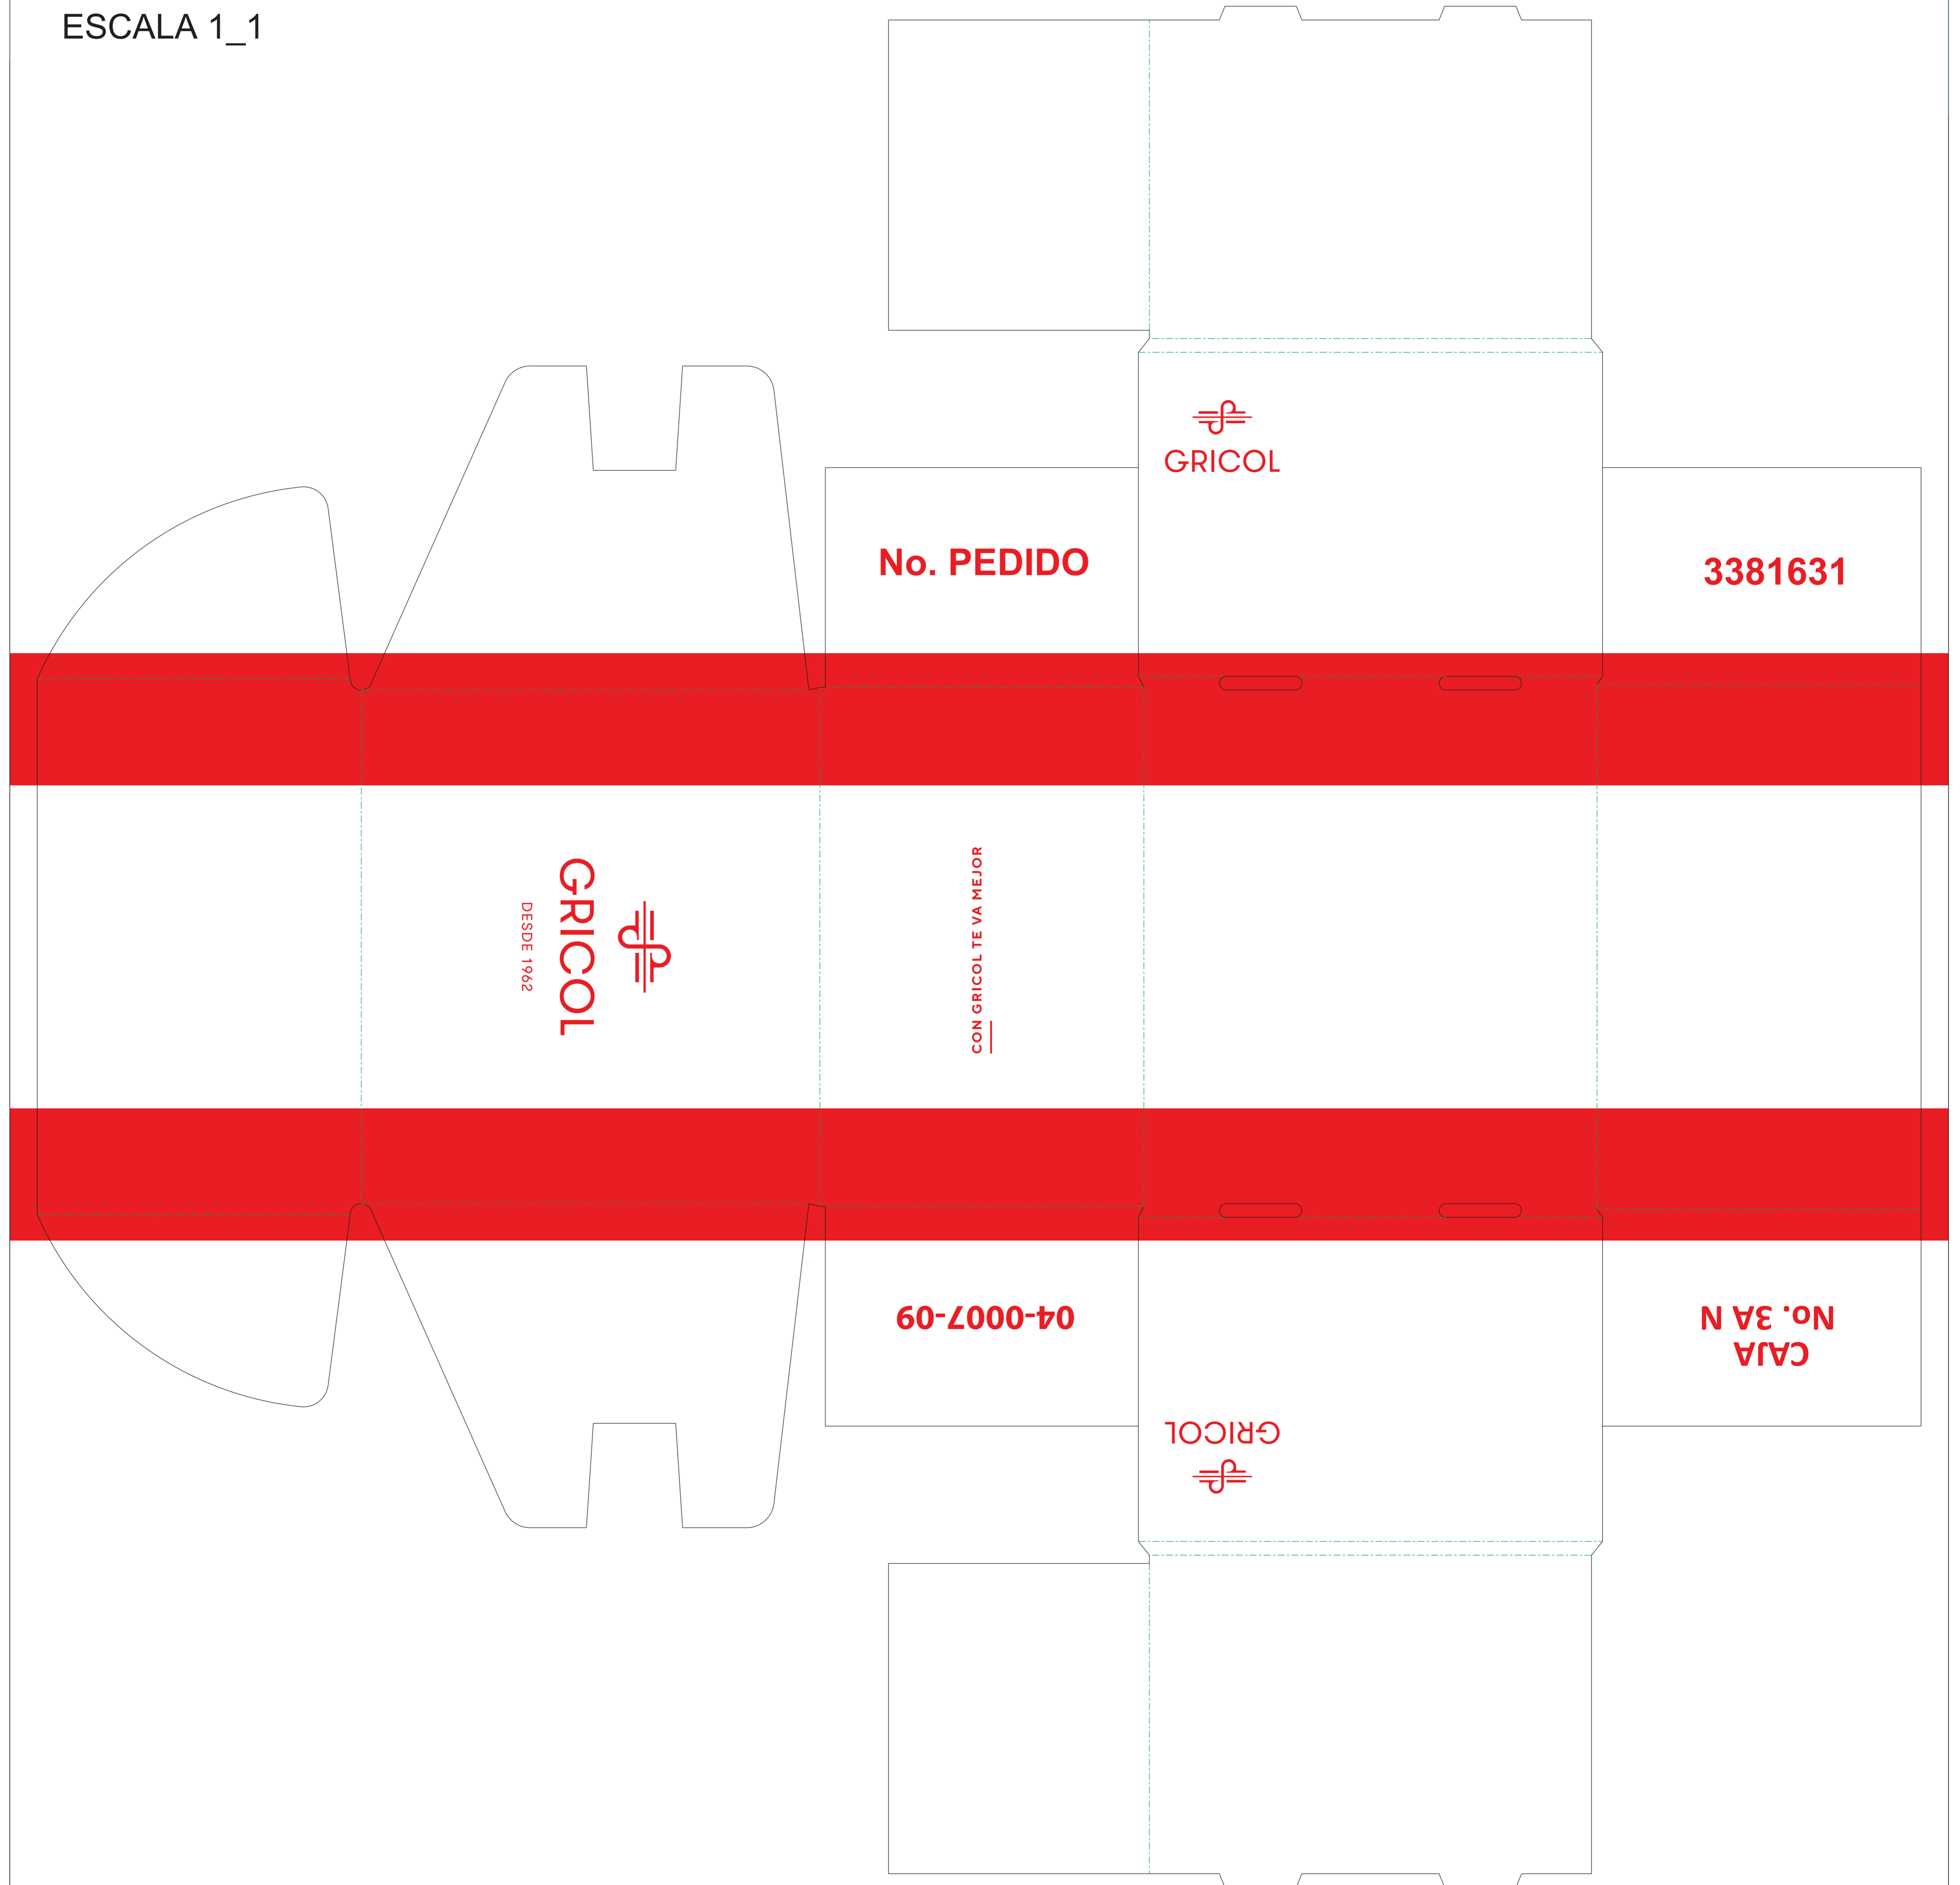 ESCALA 1_1
GRICOL
No. PEDIDO
3381631
GRICOL
DESDE 1962
CON GRICOL TE VA MEJOR
04-0007-09
CAJA
No. 3A N
GRICOL